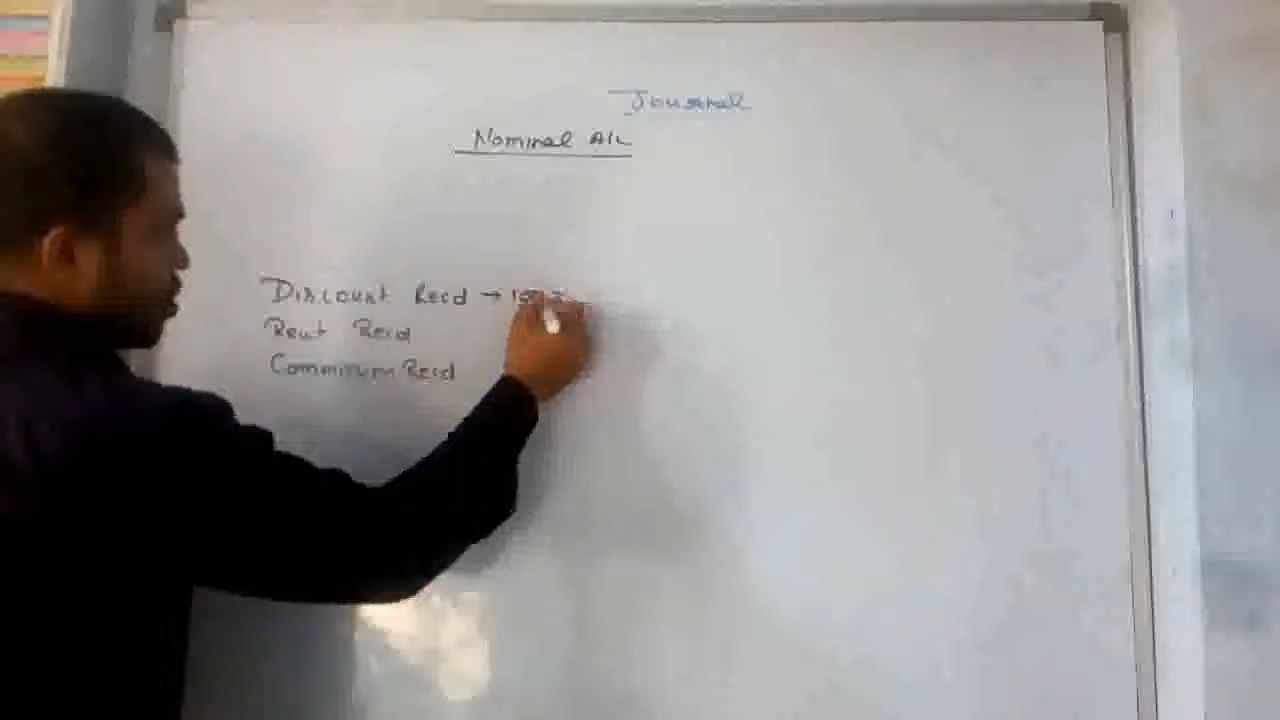 Journal
Nominal A/c
Discount Recd →
Rent Recd
Commission Recd